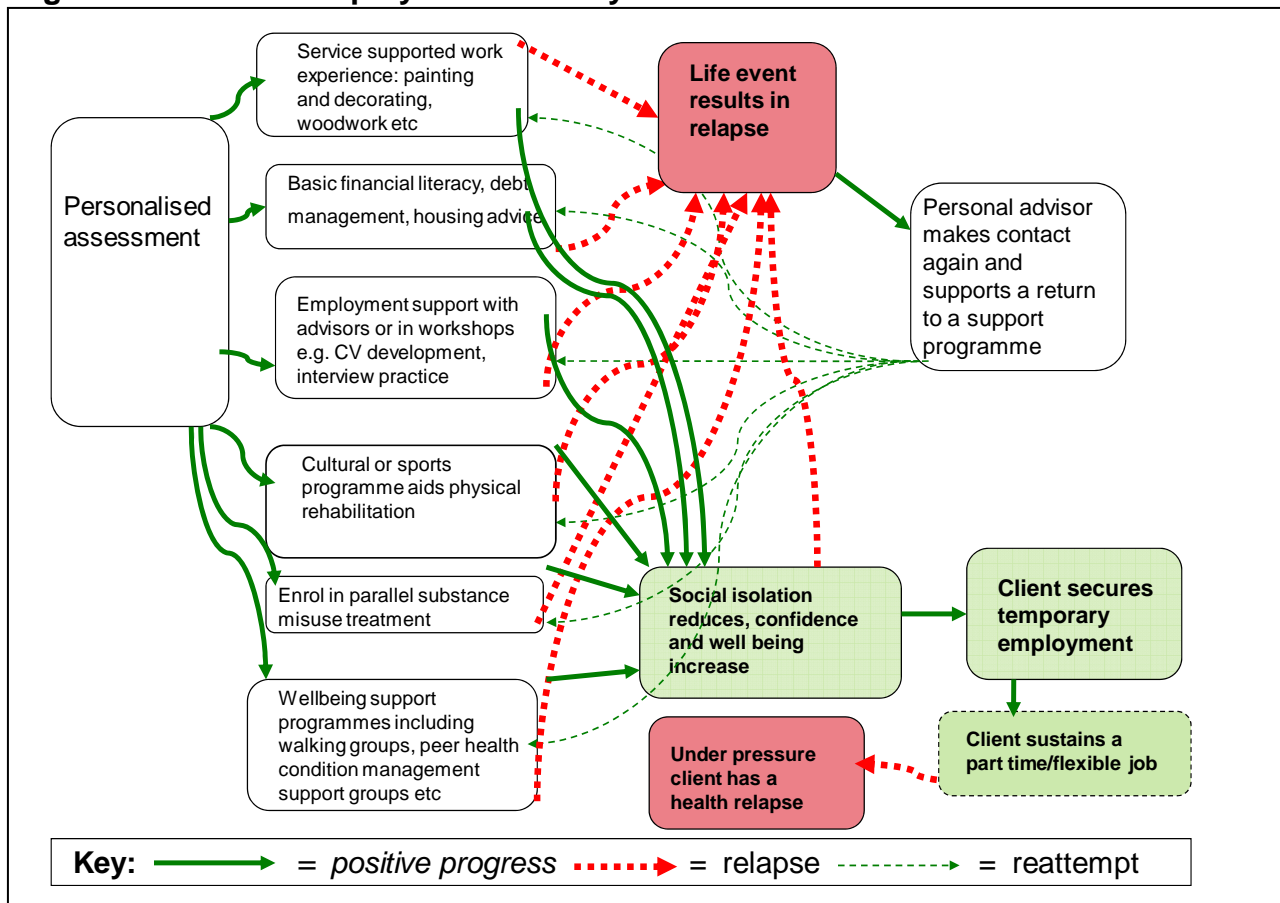 Service supported work
experience: painting
and decorating,
woodwork etc
Life event
results in
relapse
Personalised
assessment
Basic financial literacy, debt
management, housing advice
Personal advisor
makes contact
again and
supports a return
to a support
programme
Employment support with
advisors or in workshops
e.g. CV development,
interview practice
Cultural or sports
programme aids physical
rehabilitation
Enrol in parallel substance
misuse treatment
Social isolation
reduces, confidence
and well being
increase
Client secures
temporary
employment
Wellbeing support
programmes including
walking groups, peer health
condition management
support groups etc
Under pressure
client has a
health relapse
Client sustains a
part time/flexible job
Key: = positive progress = relapse = reattempt